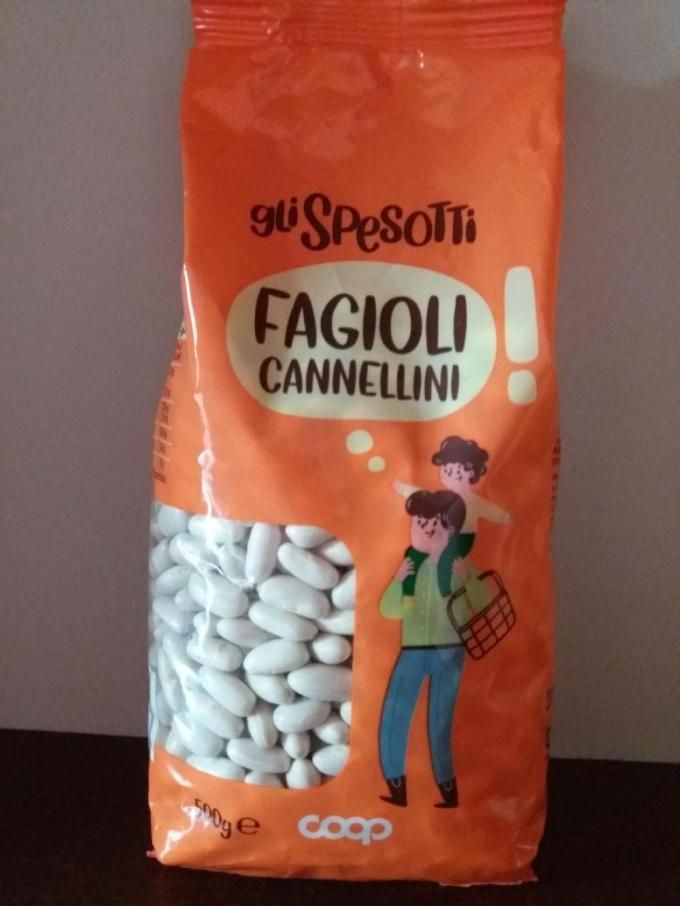 gli SPesoTTi
FAGIOLI
CANNELLINI
!
500g e
coop